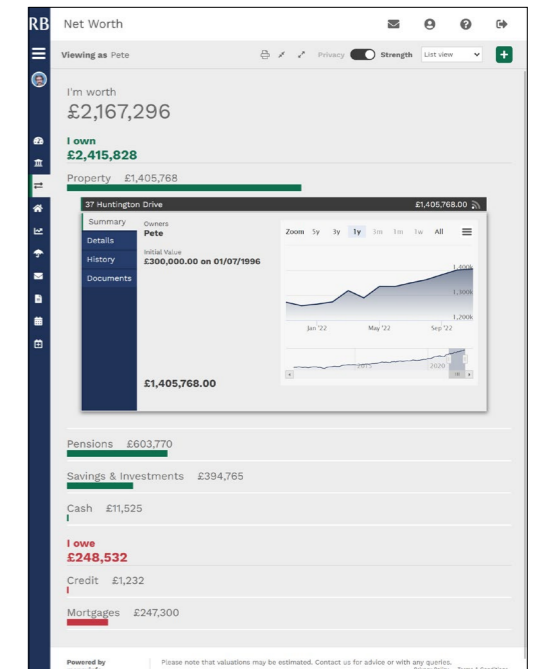 RB Net Worth
Viewing as Pete Privacy Strength List view
I'm worth
£2,167,296
I own
£2,415,828
Property £1,405,768
37 Huntington Drive £1,405,768.00
Summary
Details
History
Documents
Owners
Pete
Initial Value
£300,000.00 on 01/07/1996
£1,405,768.00
Zoom 5y 3y 1y 3m 1m 1w All
1,400k
1,300k
1,200k
Jan '22 May '22 Sep '22
2015 2020
Pensions £603,770
Savings & Investments £394,765
Cash £11,525
I owe
£248,532
Credit £1,232
Mortgages £247,300
Powered by
Please note that valuations may be estimated. Contact us for advice or with any queries.